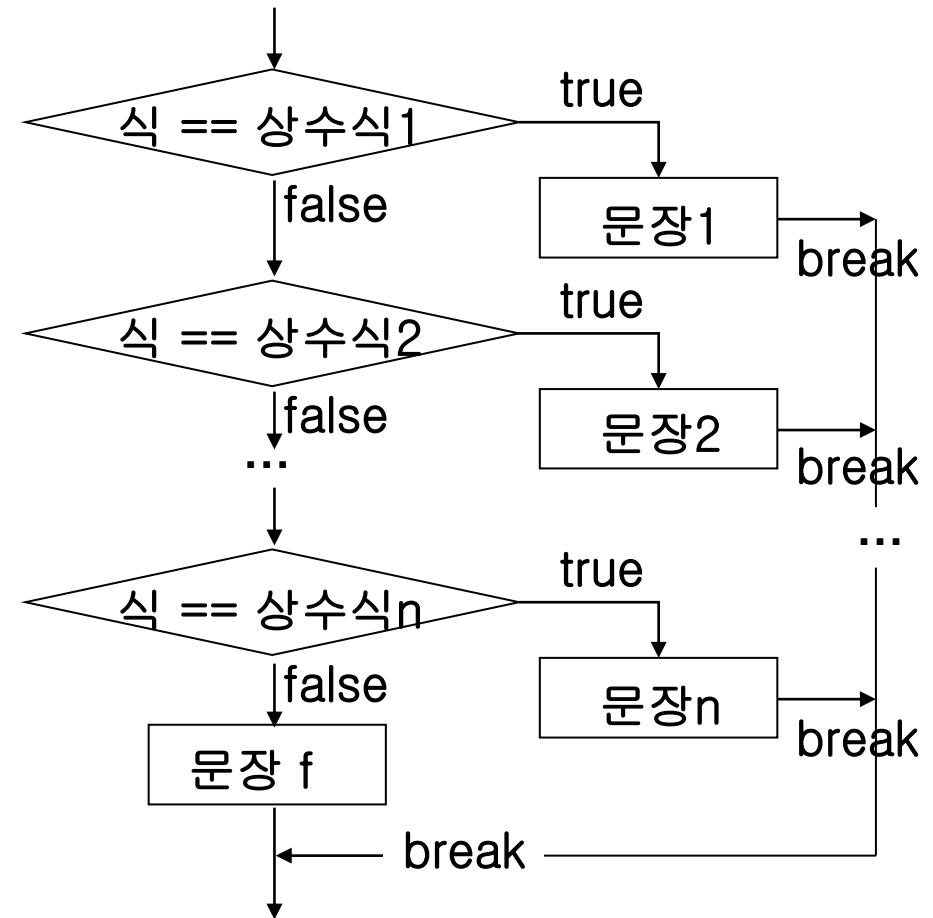 식 == 상수식1
true
false
문장1
break
식 == 상수식2
true
false
문장2
break
...
...
식 == 상수식n
true
false
문장n
break
문장 f
break